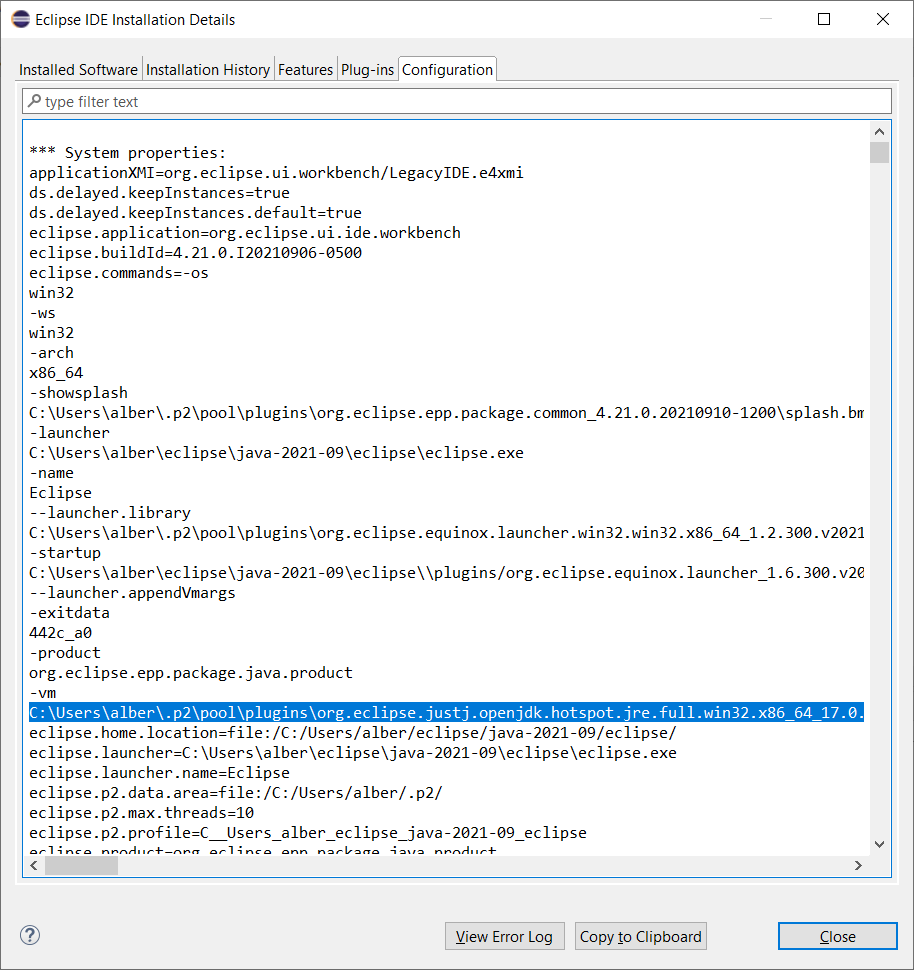 Eclipse IDE Installation Details
Installed Software Installation History Features Plug-ins Configuration
type filter text
*** System properties:
applicationXMI=org.eclipse.ui.workbench/LegacyIDE.e4xmi
ds.delayed.keepInstances=true
ds.delayed.keepInstances.default=true
eclipse.application=org.eclipse.ui.ide.workbench
eclipse.buildId=4.21.0.I20210906-0500
eclipse.commands=-os
win32
-ws
win32
-arch
x86_64
-showsplash
C:\Users\alber\.p2\pool\plugins\org.eclipse.epp.package.common_4.21.0.20210910-1200\splash.bm
-launcher
C:\Users\alber\eclipse\java-2021-09\eclipse\eclipse.exe
-name
Eclipse
--launcher.library
C:\Users\alber\.p2\pool\plugins\org.eclipse.equinox.launcher.win32.win32.x86_64_1.2.300.v2021
-startup
C:\Users\alber\eclipse\java-2021-09\eclipse\\plugins/org.eclipse.equinox.launcher_1.6.300.v20
--launcher.appendVmargs
-exitdata
442c_a0
-product
org.eclipse.epp.package.java.product
-vm
C:\Users\alber\.p2\pool\plugins\org.eclipse.justj.openjdk.hotspot.jre.full.win32.x86_64_17.0.
eclipse.home.location=file:/C:/Users/alber/eclipse/java-2021-09/eclipse/
eclipse.launcher=C:\Users\alber\eclipse\java-2021-09\eclipse\eclipse.exe
eclipse.launcher.name=Eclipse
eclipse.p2.data.area=file:/C:/Users/alber/.p2/
eclipse.p2.max.threads=10
eclipse.p2.profile=C__Users_alber_eclipse_java-2021-09_eclipse
eclipse.product=org.eclipse.epp.package.java.product
? View Error Log Copy to Clipboard Close